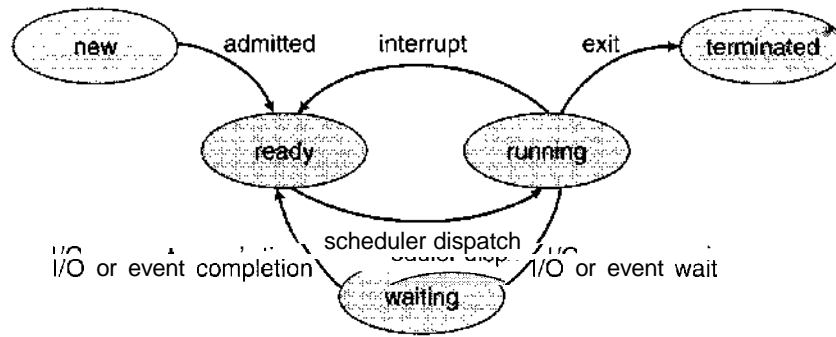 new
admitted
interrupt
exit
terminated
ready
running
scheduler dispatch
I/O or event completion
I/O or event wait
waiting